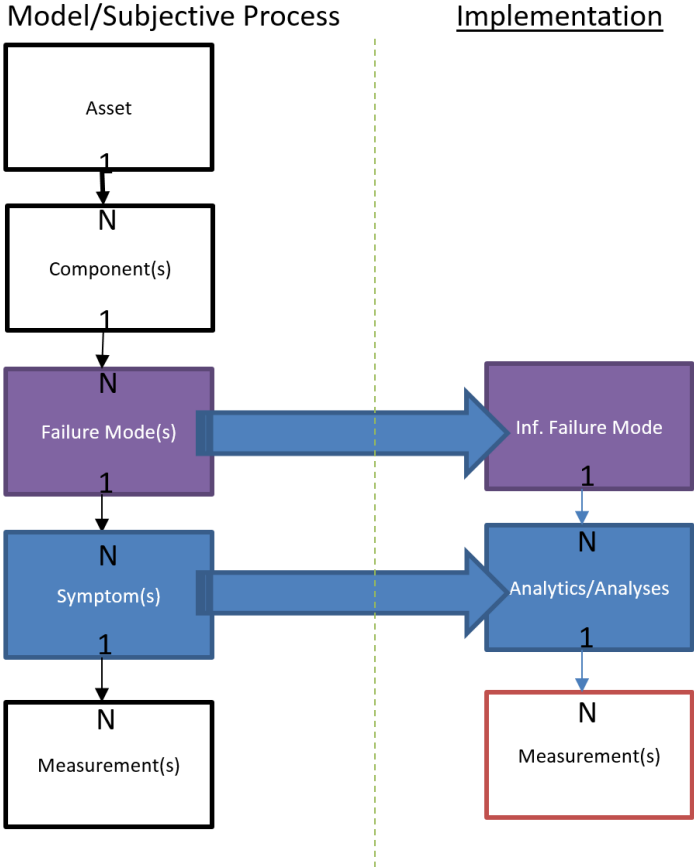 Model/Subjective Process
Implementation
Asset
1
N
Component(s)
1
N
Failure Mode(s)
1
N
Symptom(s)
1
N
Measurement(s)
Inf. Failure Mode
1
N
Analytics/Analyses
1
N
Measurement(s)